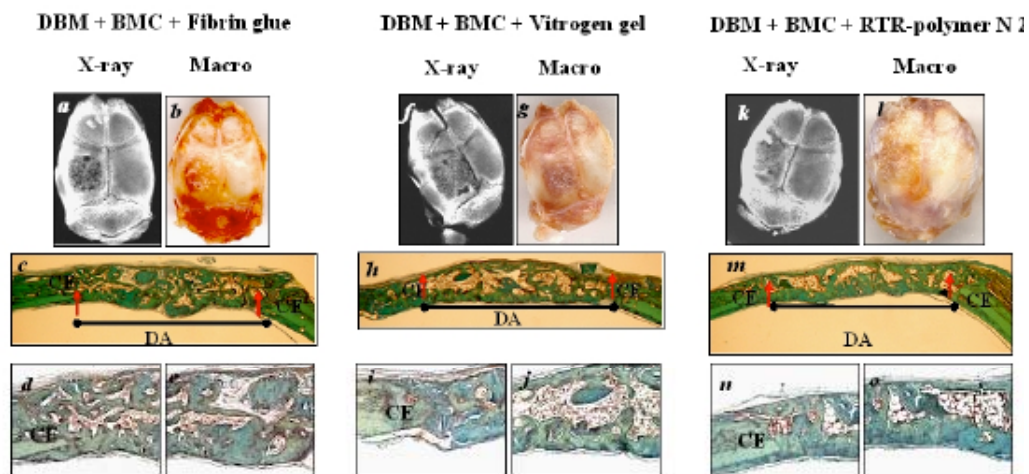 DBM + BMC + Fibrin glue
X-ray Macro
a b
c
CE CE
DA
d e
CE
DBM + BMC + Vitrogen gel
X-ray Macro
g
h
CE CE
DA
i j
CE
DBM + BMC + RTR-polymer N 2
X-ray Macro
k l
m
CE CE
DA
n o
CE